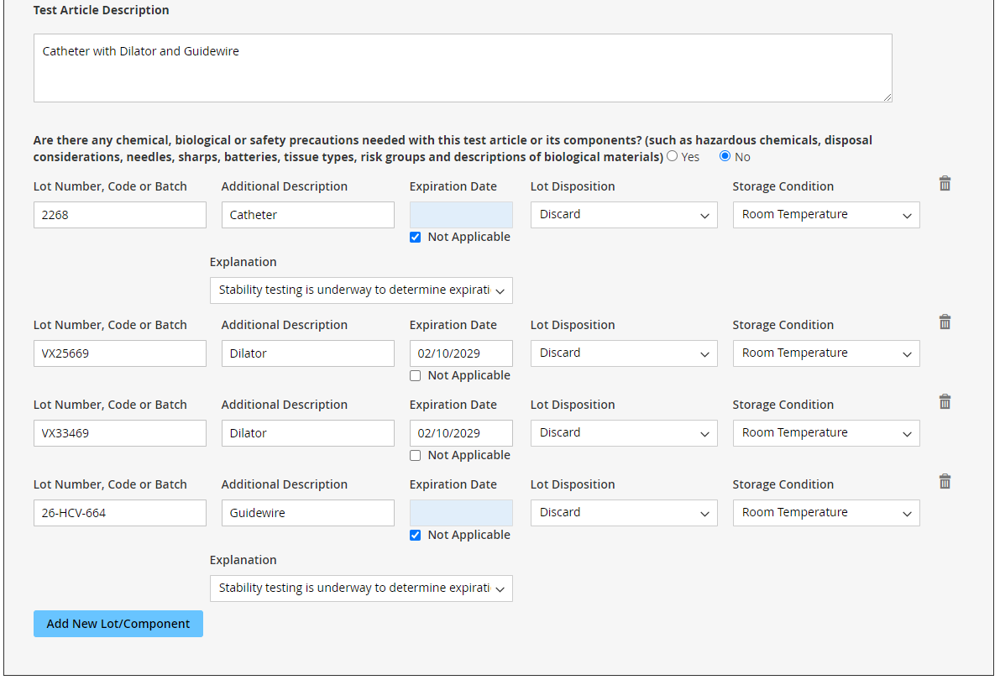 Test Article Description
Catheter with Dilator and Guidewire
Are there any chemical, biological or safety precautions needed with this test article or its components? (such as hazardous chemicals, disposal
considerations, needles, sharps, batteries, tissue types, risk groups and descriptions of biological materials) Yes No
Lot Number, Code or Batch Additional Description Expiration Date Lot Disposition Storage Condition
2268 Catheter Discard Room Temperature
Not Applicable
Explanation
Stability testing is underway to determine expirati
Lot Number, Code or Batch Additional Description Expiration Date Lot Disposition Storage Condition
VX25669 Dilator 02/10/2029 Discard Room Temperature
Not Applicable
Lot Number, Code or Batch Additional Description Expiration Date Lot Disposition Storage Condition
VX33469 Dilator 02/10/2029 Discard Room Temperature
Not Applicable
Lot Number, Code or Batch Additional Description Expiration Date Lot Disposition Storage Condition
26-HCV-664 Guidewire Discard Room Temperature
Not Applicable
Explanation
Stability testing is underway to determine expirati
Add New Lot/Component